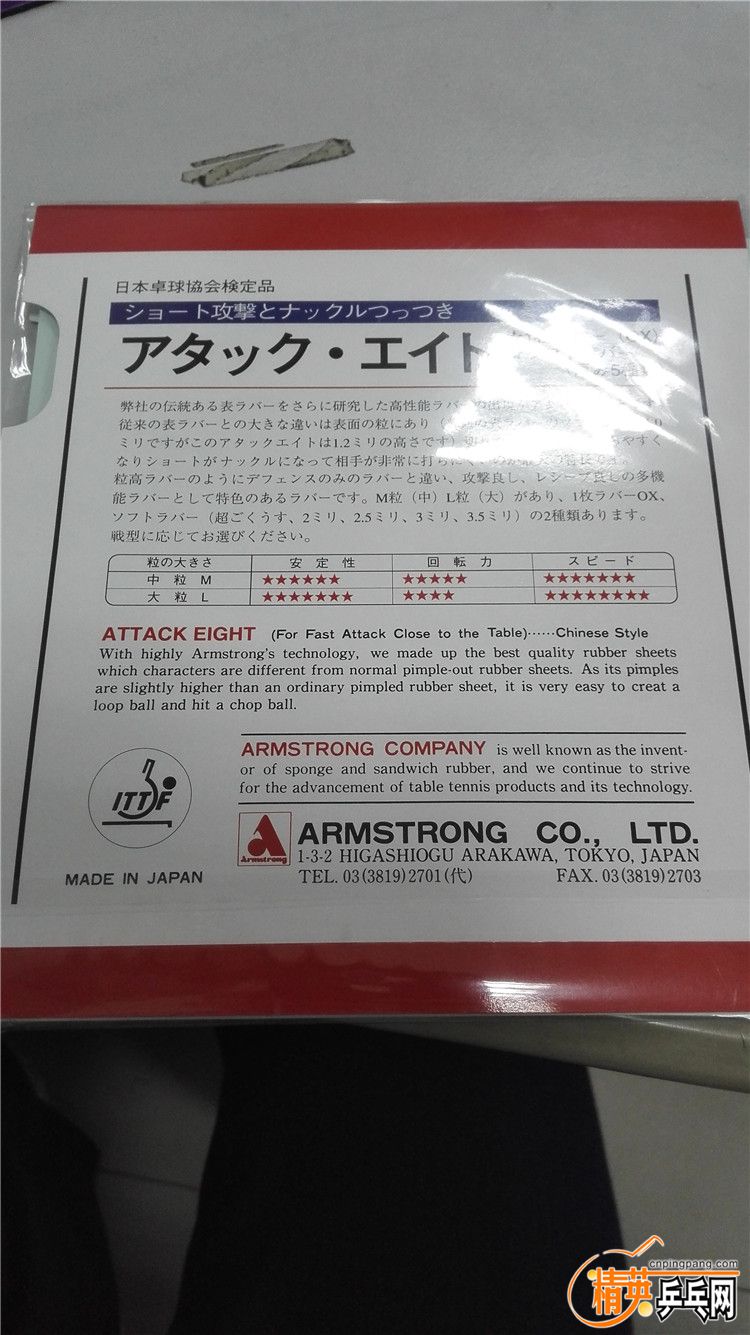 日本卓球協会検定品
ショート攻撃とナックルつっつき
アタック・エイト
弊社の伝統ある表ラバーをさらに研究した高性能ラバー
従来の表ラバーとの大きな違いは表面の粒にあり
ミリですがこのアタックエイトは1.2ミリの高さです)
なりショートがナックルになって相手が非常に打ち
粒高ラバーのようにディフェンスのみのラバーと違い、攻撃良し、レシーブ良しの多機
能ラバーとして特色のあるラバーです。M粒（中）L粒（大）があり、1枚ラバーOX、
ソフトラバー（超ごくうす、2ミリ、2.5ミリ、3ミリ、3.5ミリ）の2種類あります。
戦型に応じてお選びください。
粒の大きさ 安定性 回転力 スピード
中粒 M ★★★★★★ ★★★★★ ★★★★★★★
大粒 L ★★★★★★★ ★★★★ ★★★★★★★★
ATTACK EIGHT (For Fast Attack Close to the Table)······Chinese Style
With highly Armstrong's technology, we made up the best quality rubber sheets
which characters are different from normal pimple-out rubber sheets. As its pimples
are slightly higher than an ordinary pimpled rubber sheet, it is very easy to creat a
loop ball and hit a chop ball.
ITTF
MADE IN JAPAN
ARMSTRONG COMPANY is well known as the invent-
or of sponge and sandwich rubber, and we continue to strive
for the advancement of table tennis products and its technology.
Armstrong
ARMSTRONG CO., LTD.
1-3-2 HIGASHIOGU ARAKAWA, TOKYO, JAPAN
TEL. 03(3819)2701(代) FAX. 03(3819)2703
cnpingpang.com
精英乒乓网